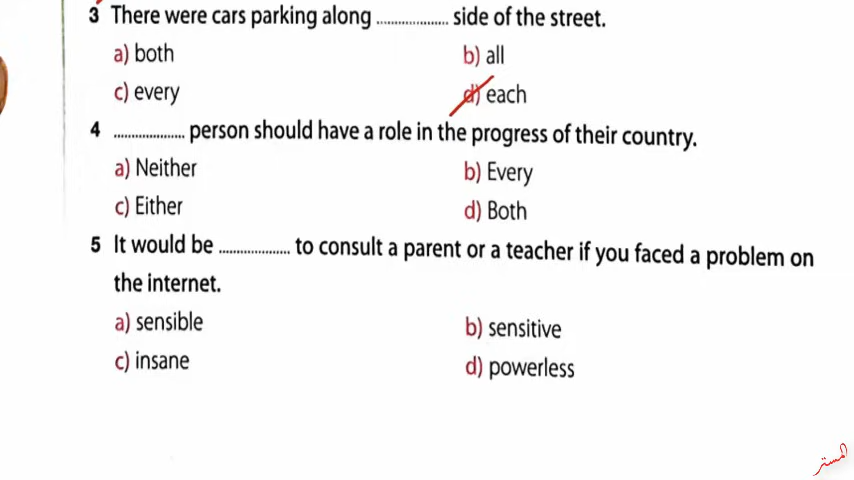 3 There were cars parking along .................. side of the street.
a) both b) all
c) every d) each
4 .................. person should have a role in the progress of their country.
a) Neither b) Every
c) Either d) Both
5 It would be .................. to consult a parent or a teacher if you faced a problem on
the internet.
a) sensible b) sensitive
c) insane d) powerless
المستر